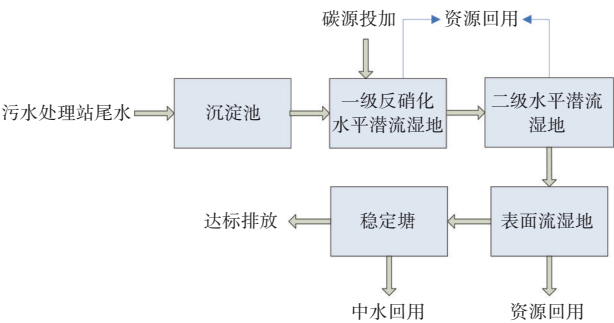 碳源投加
资源回用
污水处理站尾水
沉淀池
一级反硝化
水平潜流湿地
二级水平潜流
湿地
达标排放
稳定塘
表面流湿地
中水回用
资源回用